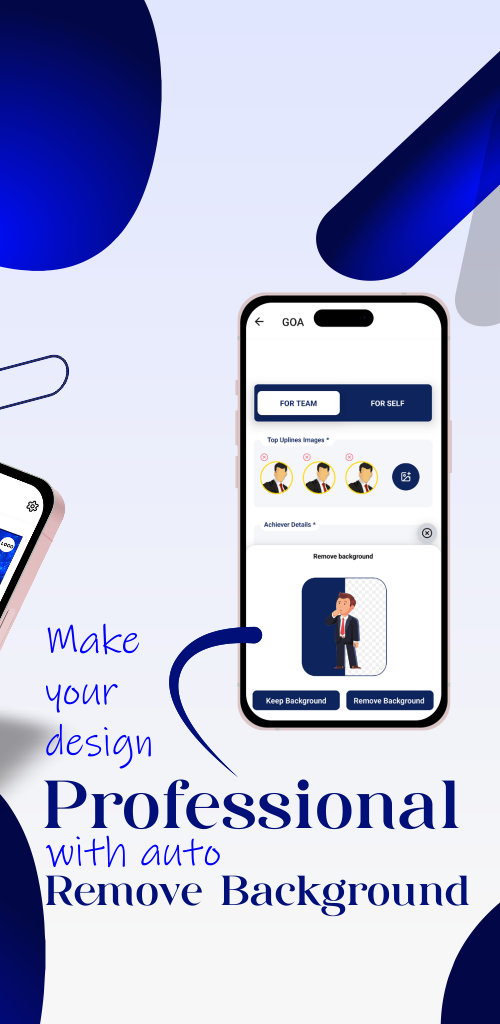 GOA
FOR TEAM FOR SELF
Top Uplines Images *
Achiever Details *
Remove background
Keep Background Remove Background
LOGO
Make
your
design
Professional
with auto
Remove Background